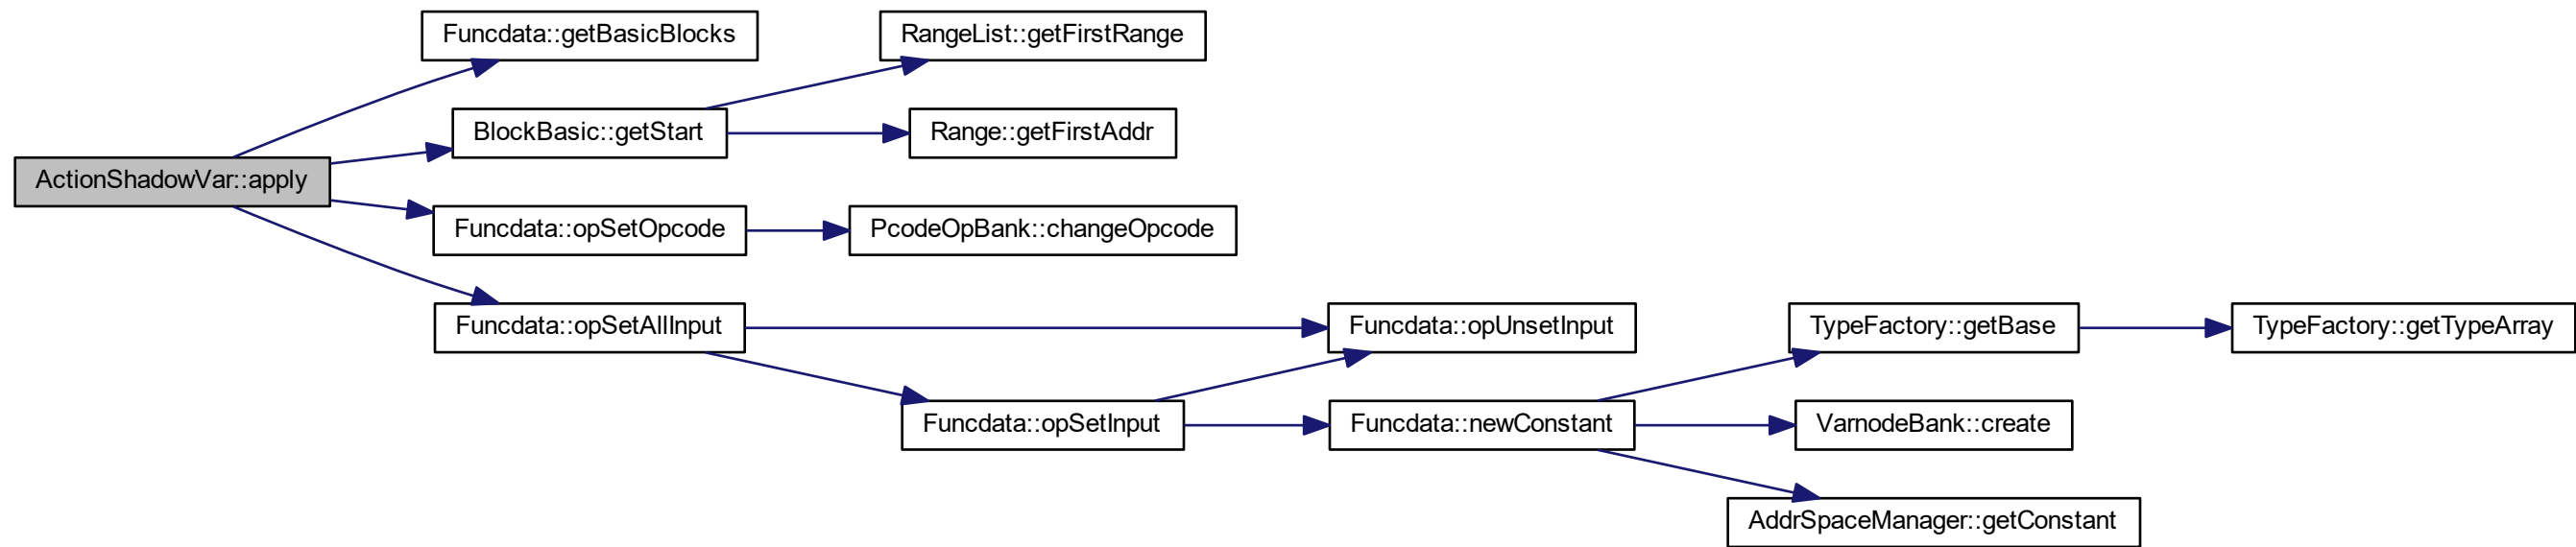 Funcdata::getBasicBlocks
RangeList::getFirstRange
BlockBasic::getStart
Range::getFirstAddr
ActionShadowVar::apply
Funcdata::opSetOpcode
PcodeOpBank::changeOpcode
Funcdata::opSetAllInput
Funcdata::opUnsetInput
TypeFactory::getBase
TypeFactory::getTypeArray
Funcdata::opSetInput
Funcdata::newConstant
VarnodeBank::create
AddrSpaceManager::getConstant